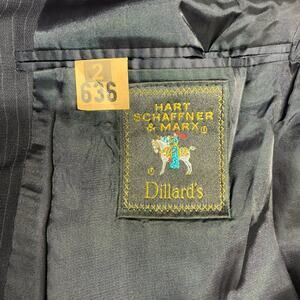 2
636
HART
SCHAFFNER
& MARX
Dillard's